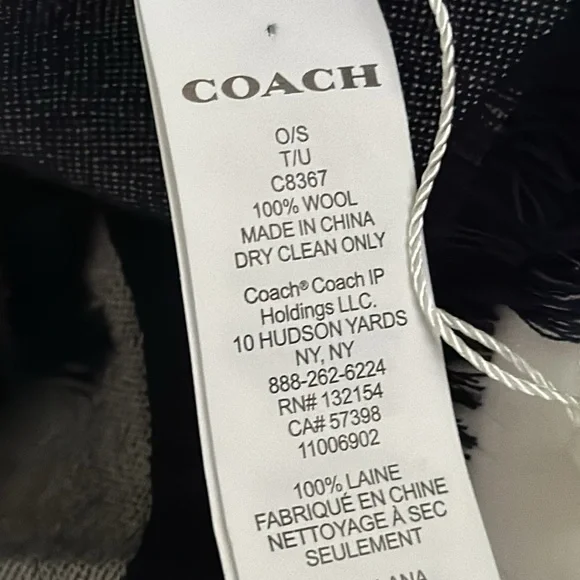 COACH
O/S
T/U
C8367
100% WOOL
MADE IN CHINA
DRY CLEAN ONLY
Coach® Coach IP
Holdings LLC.
10 HUDSON YARDS
NY, NY
888-262-6224
RN# 132154
CA# 57398
11006902
100% LAINE
FABRIQUÉ EN CHINE
NETTOYAGE À SEC
SEULEMENT